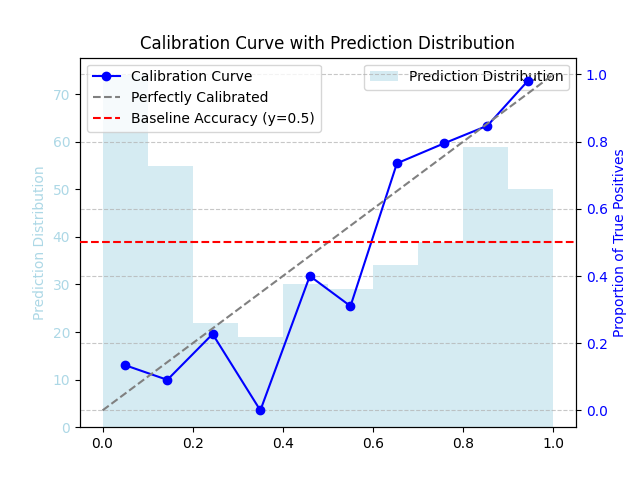 Calibration Curve with Prediction Distribution
Calibration Curve
Perfectly Calibrated
Baseline Accuracy (y=0.5)
Prediction Distribution
70
60
50
40
30
20
10
0
Prediction Distribution
1.0
0.8
0.6
0.4
0.2
0.0
Proportion of True Positives
0.0 0.2 0.4 0.6 0.8 1.0